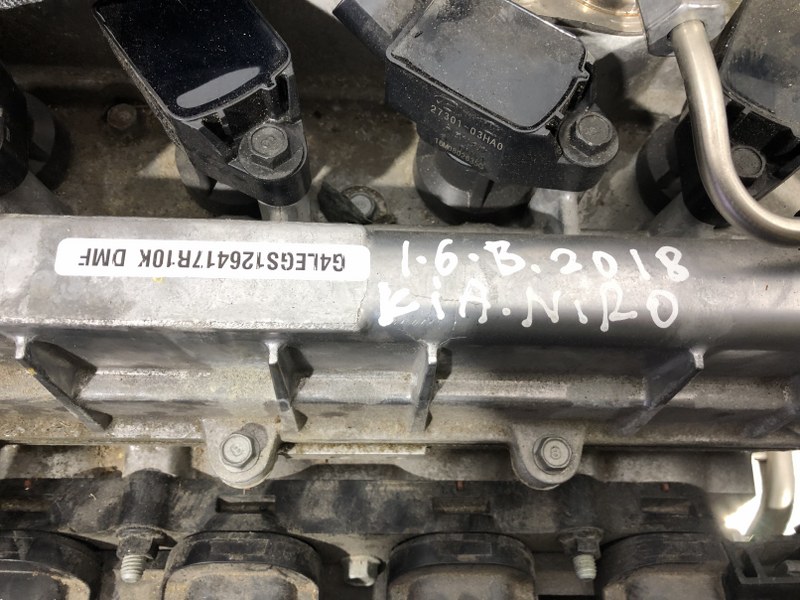 27301-03HA0
1.6.B.2018
KiA.NiRO
G4LEGS126417R10K DMF